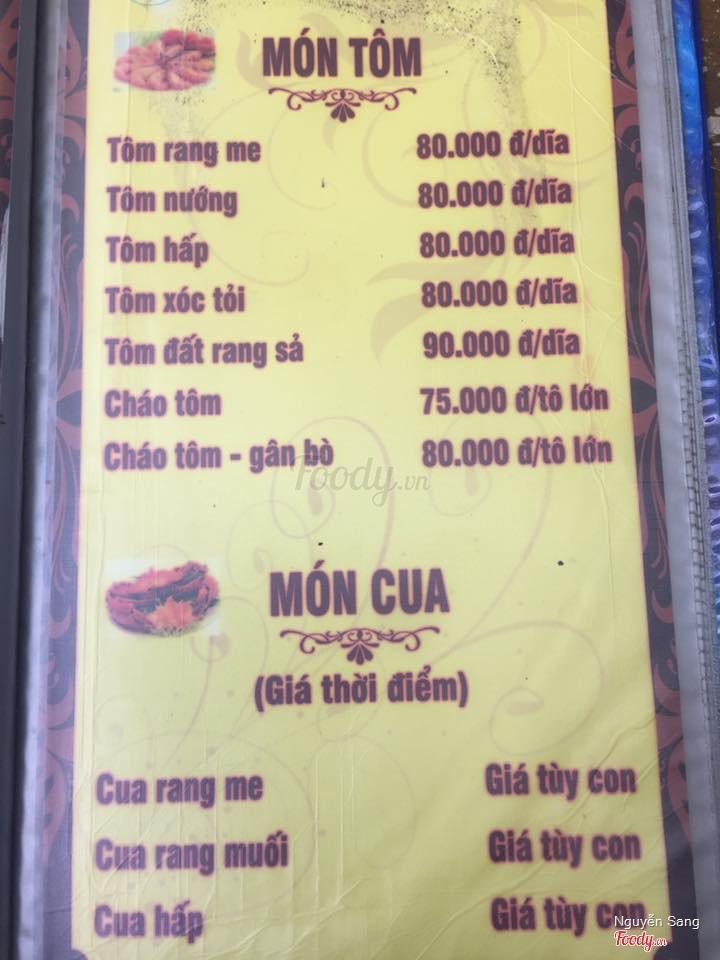 MÓN TÔM
Tôm rang me 80.000 đ/dĩa
Tôm nướng 80.000 đ/dĩa
Tôm hấp 80.000 đ/dĩa
Tôm xóc tỏi 80.000 đ/dĩa
Tôm đất rang sả 90.000 đ/dĩa
Cháo tôm 75.000 đ/tô lớn
Cháo tôm - gân bò 80.000 đ/tô lớn
Foody.vn
MÓN CUA
(Giá thời điểm)
Cua rang me Giá tùy con
Cua rang muối Giá tùy con
Cua hấp Giá tùy con
Nguyễn Sang
Foody.vn